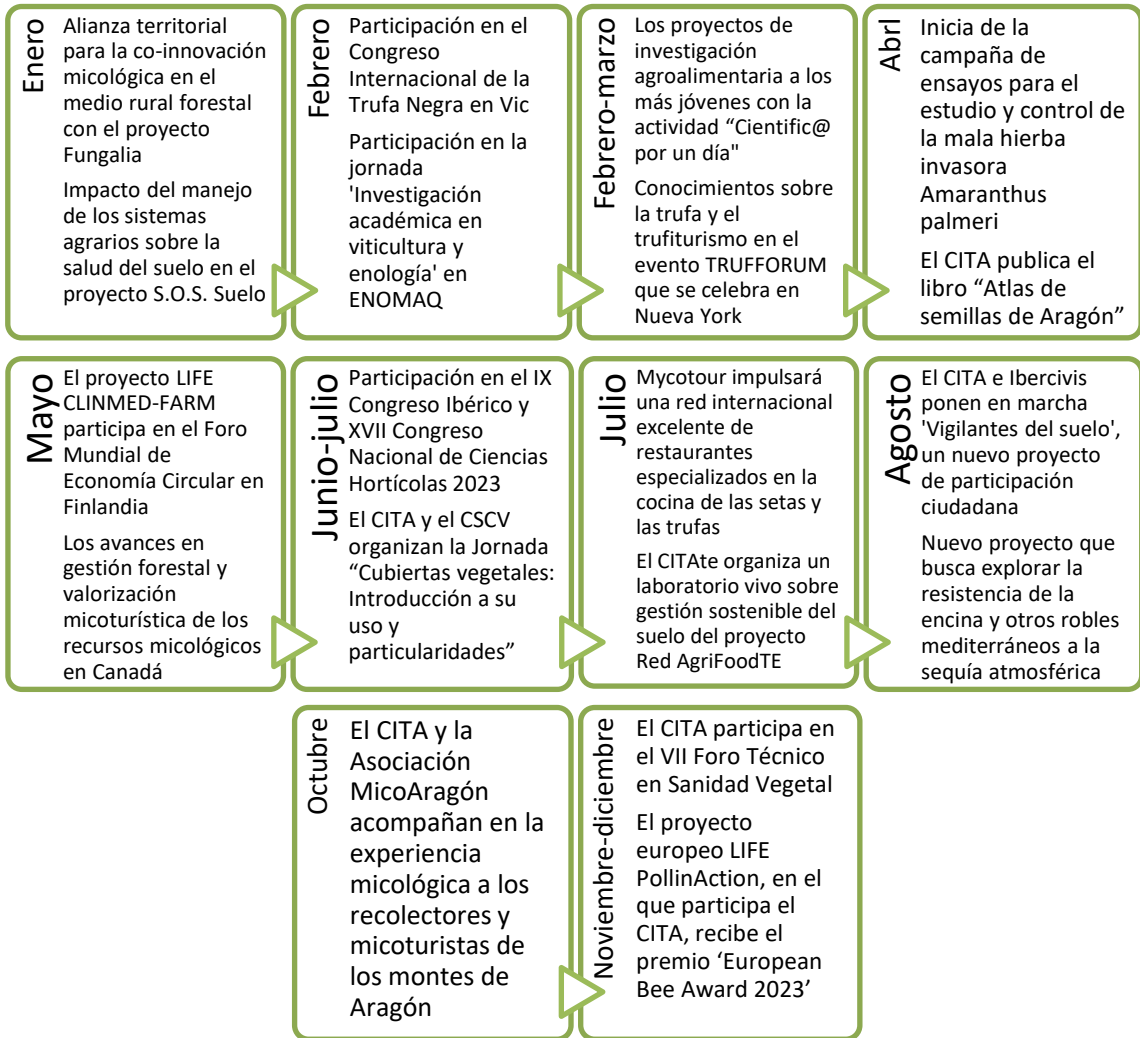 Enero
Alianza territorial
para la co-innovación
micológica en el
medio rural forestal
con el proyecto
Fungalia
Impacto del manejo
de los sistemas
agrarios sobre la
salud del suelo en el
proyecto S.O.S. Suelo
Febrero
Participación en el
Congreso
Internacional de la
Trufa Negra en Vic
Participación en la
jornada
'Investigación
académica en
viticultura y
enología' en
ENOMAQ
Febrero-marzo
Los proyectos de
investigación
agroalimentaria a los
más jóvenes con la
actividad “Cientific@
por un día"
Conocimientos sobre
la trufa y el
trufiturismo en el
evento TRUFFORUM
que se celebra en
Nueva York
Abrl
Inicia de la
campaña de
ensayos para el
estudio y control de
la mala hierba
invasora
Amaranthus
palmeri
El CITA publica el
libro “Atlas de
semillas de Aragón”
Mayo
El proyecto LIFE
CLINMED-FARM
participa en el Foro
Mundial de
Economía Circular en
Finlandia
Los avances en
gestión forestal y
valorización
micoturística de los
recursos micológicos
en Canadá
Junio-julio
Participación en el IX
Congreso Ibérico y
XVII Congreso
Nacional de Ciencias
Hortícolas 2023
El CITA y el CSCV
organizan la Jornada
“Cubiertas vegetales:
Introducción a su
uso y
particularidades”
Julio
Mycotour impulsará
una red internacional
excelente de
restaurantes
especializados en la
cocina de las setas y
las trufas
El CITAte organiza un
laboratorio vivo sobre
gestión sostenible del
suelo del proyecto
Red AgriFoodTE
Agosto
El CITA e Ibercivis
ponen en marcha
'Vigilantes del suelo',
un nuevo proyecto
de participación
ciudadana
Nuevo proyecto que
busca explorar la
resistencia de la
encina y otros robles
mediterráneos a la
sequía atmosférica
Octubre
El CITA y la
Asociación
MicoAragón
acompañan en la
experiencia
micológica a los
recolectores y
micoturistas de
los montes de
Aragón
Noviembre-diciembre
El CITA participa en
el VII Foro Técnico
en Sanidad Vegetal
El proyecto
europeo LIFE
PollinAction, en el
que participa el
CITA, recibe el
premio ‘European
Bee Award 2023’